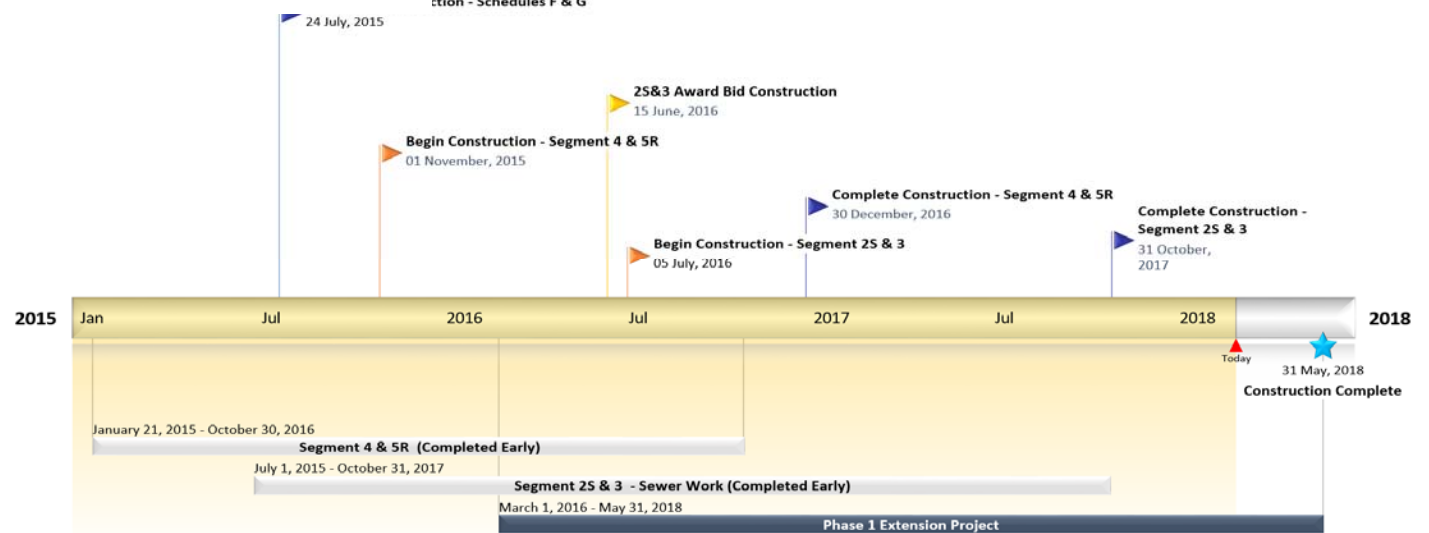 - Schedules F & G
24 July, 2015
2S&3 Award Bid Construction
15 June, 2016
Begin Construction - Segment 4 & 5R
01 November, 2015
Complete Construction - Segment 4 & 5R
30 December, 2016
Complete Construction -
Segment 2S & 3
31 October,
2017
Begin Construction - Segment 2S & 3
05 July, 2016
2015 Jan Jul 2016 Jul 2017 Jul 2018 2018
Today
31 May, 2018
Construction Complete
January 21, 2015 - October 30, 2016
Segment 4 & 5R (Completed Early)
July 1, 2015 - October 31, 2017
Segment 2S & 3 - Sewer Work (Completed Early)
March 1, 2016 - May 31, 2018
Phase 1 Extension Project